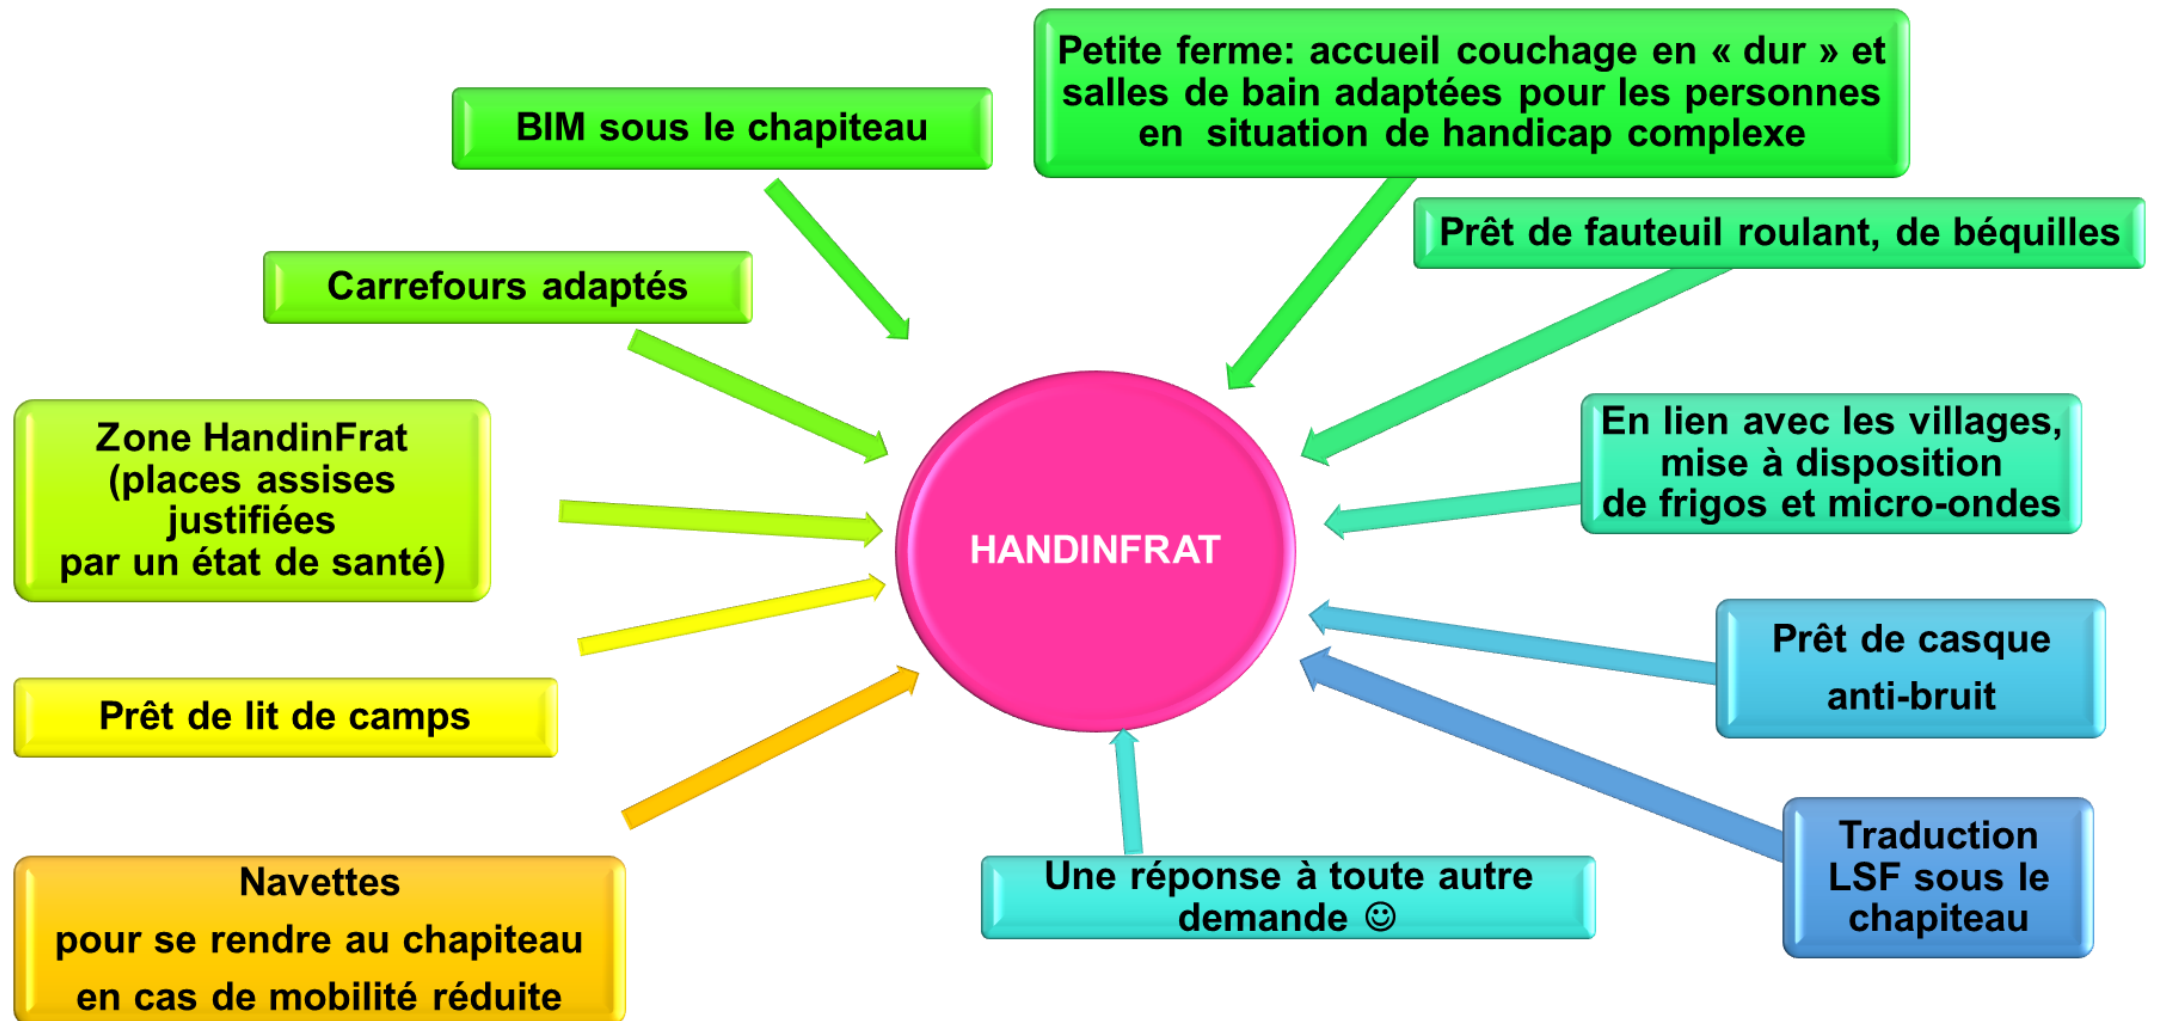 Petite ferme: accueil couchage en « dur » et
salles de bain adaptées pour les personnes
en  situation de handicap complexe
BIM sous le chapiteau
Prêt de fauteuil roulant, de béquilles
Carrefours adaptés
Zone HandinFrat
(places assises
justifiées
par un état de santé)
En lien avec les villages,
mise à disposition
de frigos et micro-ondes
HANDINFRAT
Prêt de casque
anti-bruit
Prêt de lit de camps
Navettes
pour se rendre au chapiteau
en cas de mobilité réduite
Une réponse à toute autre
demande ☺
Traduction
LSF sous le
chapiteau